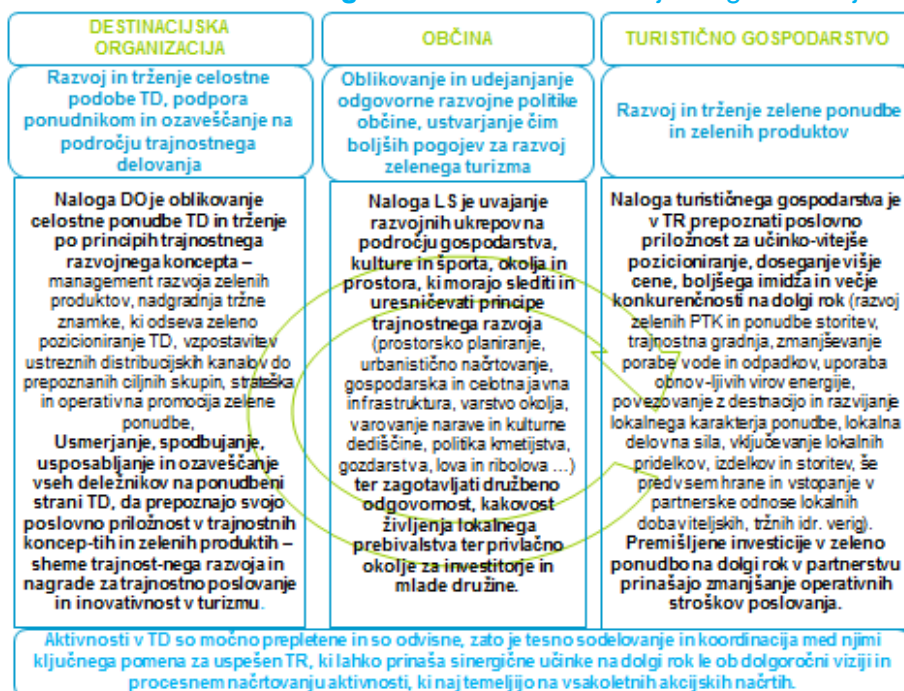 DESTINACIJSKA
ORGANIZACIJA
Razvoj in trženje celostne
podobe TD, podpora
ponudnikom in ozaveščanje na
področju trajnostnega
delovanja
Naloga DO je oblikovanje
celostne ponudbe TD in trženje
po principih trajnostnega
razvojnega koncepta –
management razvoja zelenih
produktov, nadgradnja tržne
znamke, ki odseva zeleno
pozicioniranje TD, vzpostavitev
ustreznih distribucijskih kanalov do
prepoznanih ciljnih skupin, strateška
in operativna promocija zelene
ponudbe,
Usmerjanje, spodbujanje,
usposabljanje in ozaveščanje
vseh deležnikov na ponudbeni
strani TD, da prepoznajo svojo
poslovno priložnost v trajnostnih
koncep-tih in zelenih produktih –
sheme trajnost-nega razvoja in
nagrade za trajnostno poslovanje
in inovativnost v turizmu.
OBČINA
Oblikovanje in udejanjanje
odgovorne razvojne politike
občine, ustvarjanje čim
boljših pogojev za razvoj
zelenega turizma
Naloga LS je uvajanje
razvojnih ukrepov na
področju gospodarstva,
kulture in športa, okolja in
prostora, ki morajo slediti in
uresničevati principe
trajnostnega razvoja
(prostorsko planiranje,
urbanistično načrtovanje,
gospodarska in celotna javna
infrastruktura, varstvo okolja,
varovanje narave in kulturne
dediščine, politika kmetijstva,
gozdarstva, lova in ribolova ...)
ter zagotavljati družbeno
odgovornost, kakovost
življenja lokalnega
prebivalstva ter privlačno
okolje za investitorje in
mlade družine.
TURISTIČNO GOSPODARSTVO
Razvoj in trženje zelene ponudbe
in zelenih produktov
Naloga turističnega gospodarstva je
v TR prepoznati poslovno
priložnost za učinko-vitejše
pozicioniranje, doseganje višje
cene, boljšega imidža in večje
konkurenčnosti na dolgi rok (razvoj
zelenih PTK in ponudbe storitev,
trajnostna gradnja, zmanjševanje
porabe vode in odpadkov, uporaba
obnov-ljivih virov energije,
povezovanje z destnacijo in razvijanje
lokalnega karakterja ponudbe, lokalna
delovna sila, vključevanje lokalnih
pridelkov, izdelkov in storitev, še
predvsem hrane in vstopanje v
partnerske odnose lokalnih
dobaviteljskih, tržnih idr. verig).
Premišljene investicije v zeleno
ponudbo na dolgi rok v partnerstvu
prinašajo zmanjšanje operativnih
stroškov poslovanja.
Aktivnosti v TD so močno prepletene in so odvisne, zato je tesno sodelovanje in koordinacija med njimi
ključnega pomena za uspešen TR, ki lahko prinaša sinergične učinke na dolgi rok le ob dolgoročni viziji in
procesnem načrtovanju aktivnosti, ki naj temeljijo na vsakoletnih akcijskih načrtih.